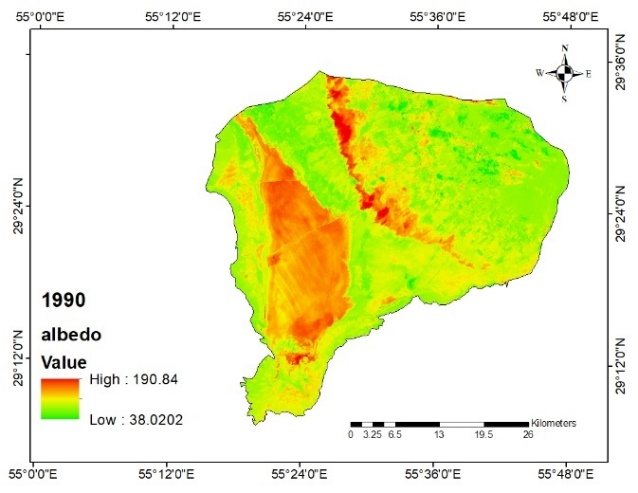 55°0'0"E 55°12'0"E 55°24'0"E 55°36'0"E 55°48'0"E
29°36'0"N
N
W E
S
29°24'0"N 29°24'0"N
1990
albedo
Value
High : 190.84
Low : 38.0202
29°12'0"N 29°12'0"N
Kilometers
0 3.25 6.5 13 19.5 26
55°0'0"E 55°12'0"E 55°24'0"E 55°36'0"E 55°48'0"E